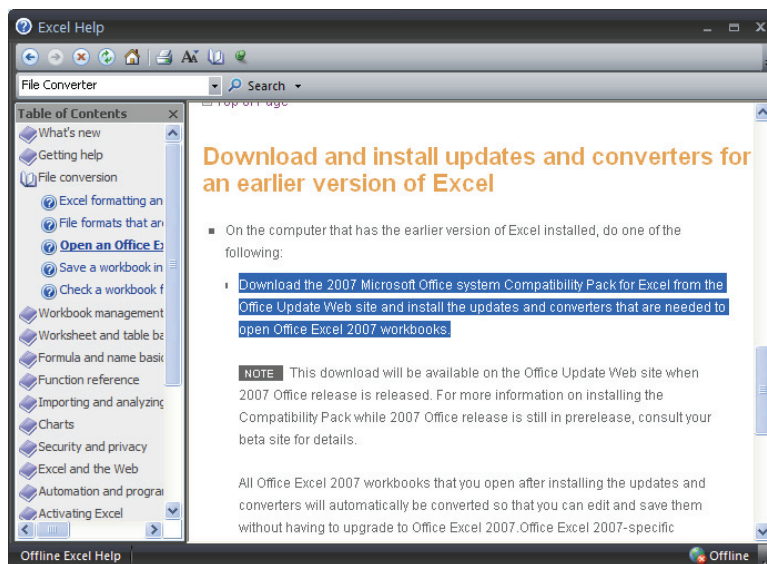 Excel Help
File Converter
Search
Table of Contents
What's new
Getting help
File conversion
Excel formatting an
File formats that are
Open an Office Ex
Save a workbook in
Check a workbook f
Workbook management
Worksheet and table ba
Formula and name basic
Function reference
Importing and analyzing
Charts
Security and privacy
Excel and the Web
Automation and program
Activating Excel
Top of Page
Download and install updates and converters for
an earlier version of Excel
On the computer that has the earlier version of Excel installed, do one of the
following:
Download the 2007 Microsoft Office system Compatibility Pack for Excel from the
Office Update Web site and install the updates and converters that are needed to
open Office Excel 2007 workbooks.
NOTE This download will be available on the Office Update Web site when
2007 Office release is released. For more information on installing the
Compatibility Pack while 2007 Office release is still in prerelease, consult your
beta site for details.
All Office Excel 2007 workbooks that you open after installing the updates and
converters will automatically be converted so that you can edit and save them
without having to upgrade to Office Excel 2007.Office Excel 2007-specific
Offline Excel Help
Offline